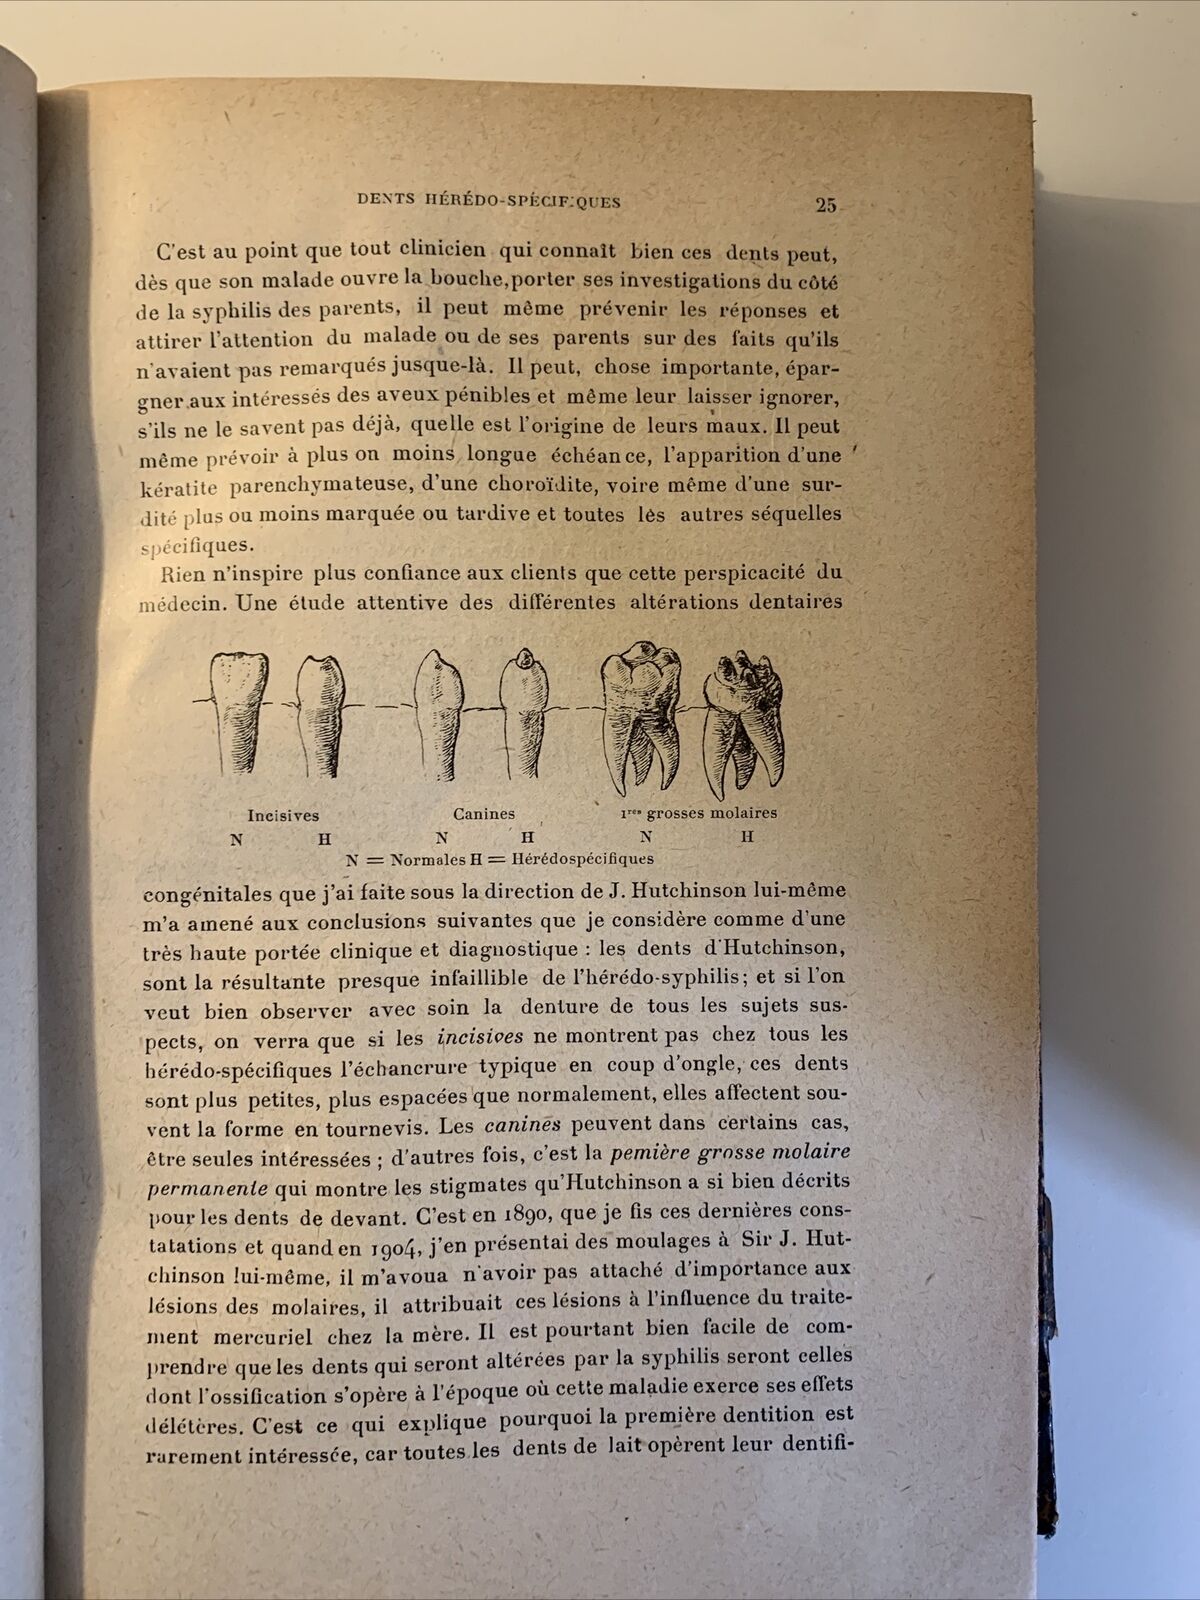 DENTS HÉRÉDO-SPÉCIFIQUES 25
C'est au point que tout clinicien qui connaît bien ces dents peut,
dès que son malade ouvre la bouche, porter ses investigations du côté
de la syphilis des parents, il peut même prévenir les réponses et
attirer l'attention du malade ou de ses parents sur des faits qu'ils
n'avaient pas remarqués jusque-là. Il peut, chose importante, épar-
gner aux intéressés des aveux pénibles et même leur laisser ignorer,
s'ils ne le savent pas déjà, quelle est l'origine de leurs maux. Il peut
même prévoir à plus on moins longue échéance, l'apparition d'une
kératite parenchymateuse, d'une choroïdite, voire même d'une sur-
dité plus ou moins marquée ou tardive et toutes les autres séquelles
spécifiques.
Rien n'inspire plus confiance aux clients que cette perspicacité du
médecin. Une étude attentive des différentes altérations dentaires
Incisives Canines 1res grosses molaires
N H N H N H
N = Normales H = Hérédospécifiques
congénitales que j'ai faite sous la direction de J. Hutchinson lui-même
m'a amené aux conclusions suivantes que je considère comme d'une
très haute portée clinique et diagnostique : les dents d'Hutchinson,
sont la résultante presque infaillible de l'hérédo-syphilis; et si l'on
veut bien observer avec soin la denture de tous les sujets sus-
pects, on verra que si les incisives ne montrent pas chez tous les
hérédo-spécifiques l'échancrure typique en coup d'ongle, ces dents
sont plus petites, plus espacées que normalement, elles affectent sou-
vent la forme en tournevis. Les canines peuvent dans certains cas,
être seules intéressées ; d'autres fois, c'est la pemière grosse molaire
permanente qui montre les stigmates qu'Hutchinson a si bien décrits
pour les dents de devant. C'est en 1890, que je fis ces dernières cons-
tatations et quand en 1904, j'en présentai des moulages à Sir J. Hut-
chinson lui-même, il m'avoua n'avoir pas attaché d'importance aux
lésions des molaires, il attribuait ces lésions à l'influence du traite-
ment mercuriel chez la mère. Il est pourtant bien facile de com-
prendre que les dents qui seront altérées par la syphilis seront celles
dont l'ossification s'opère à l'époque où cette maladie exerce ses effets
délétères. C'est ce qui explique pourquoi la première dentition est
rarement intéressée, car toutes les dents de lait opèrent leur dentifi-